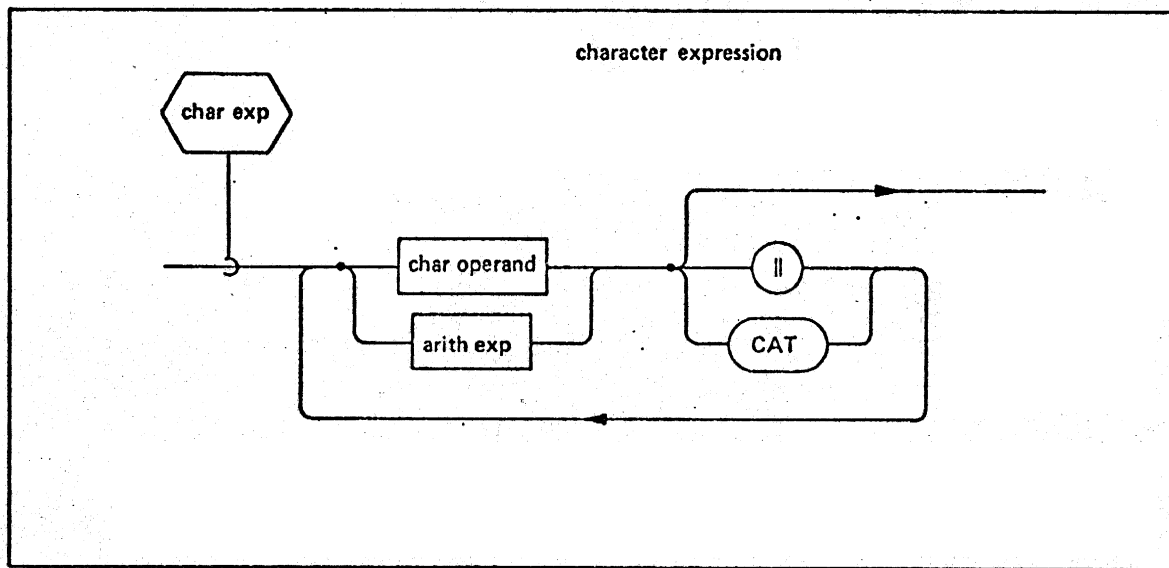 character expression
char exp
char operand
||
arith exp
CAT